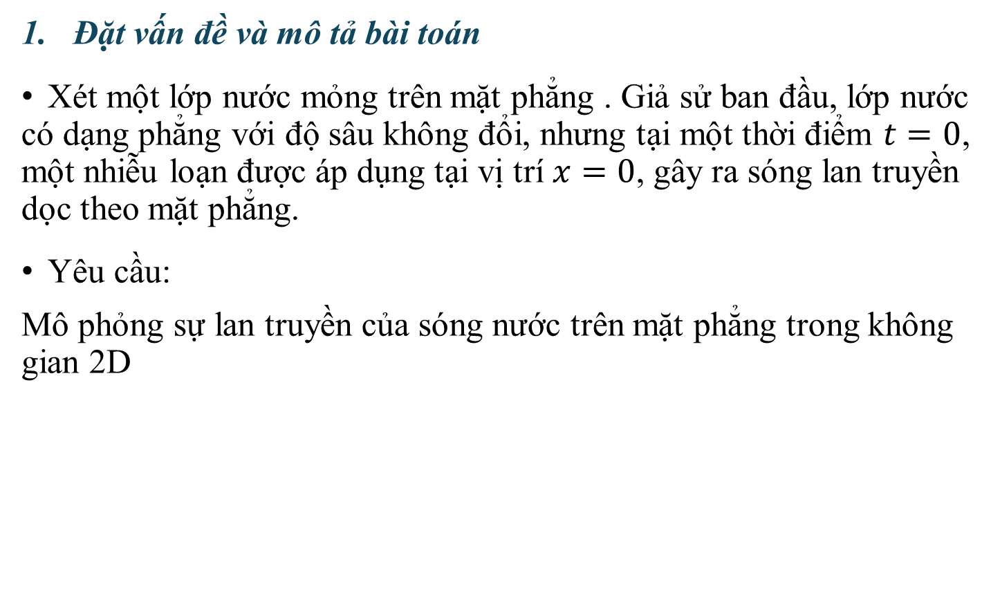 1. Đặt vấn đề và mô tả bài toán
• Xét một lớp nước mỏng trên mặt phẳng . Giả sử ban đầu, lớp nước
có dạng phẳng với độ sâu không đổi, nhưng tại một thời điểm t = 0,
một nhiễu loạn được áp dụng tại vị trí x = 0, gây ra sóng lan truyền
dọc theo mặt phẳng.
• Yêu cầu:
Mô phỏng sự lan truyền của sóng nước trên mặt phẳng trong không
gian 2D